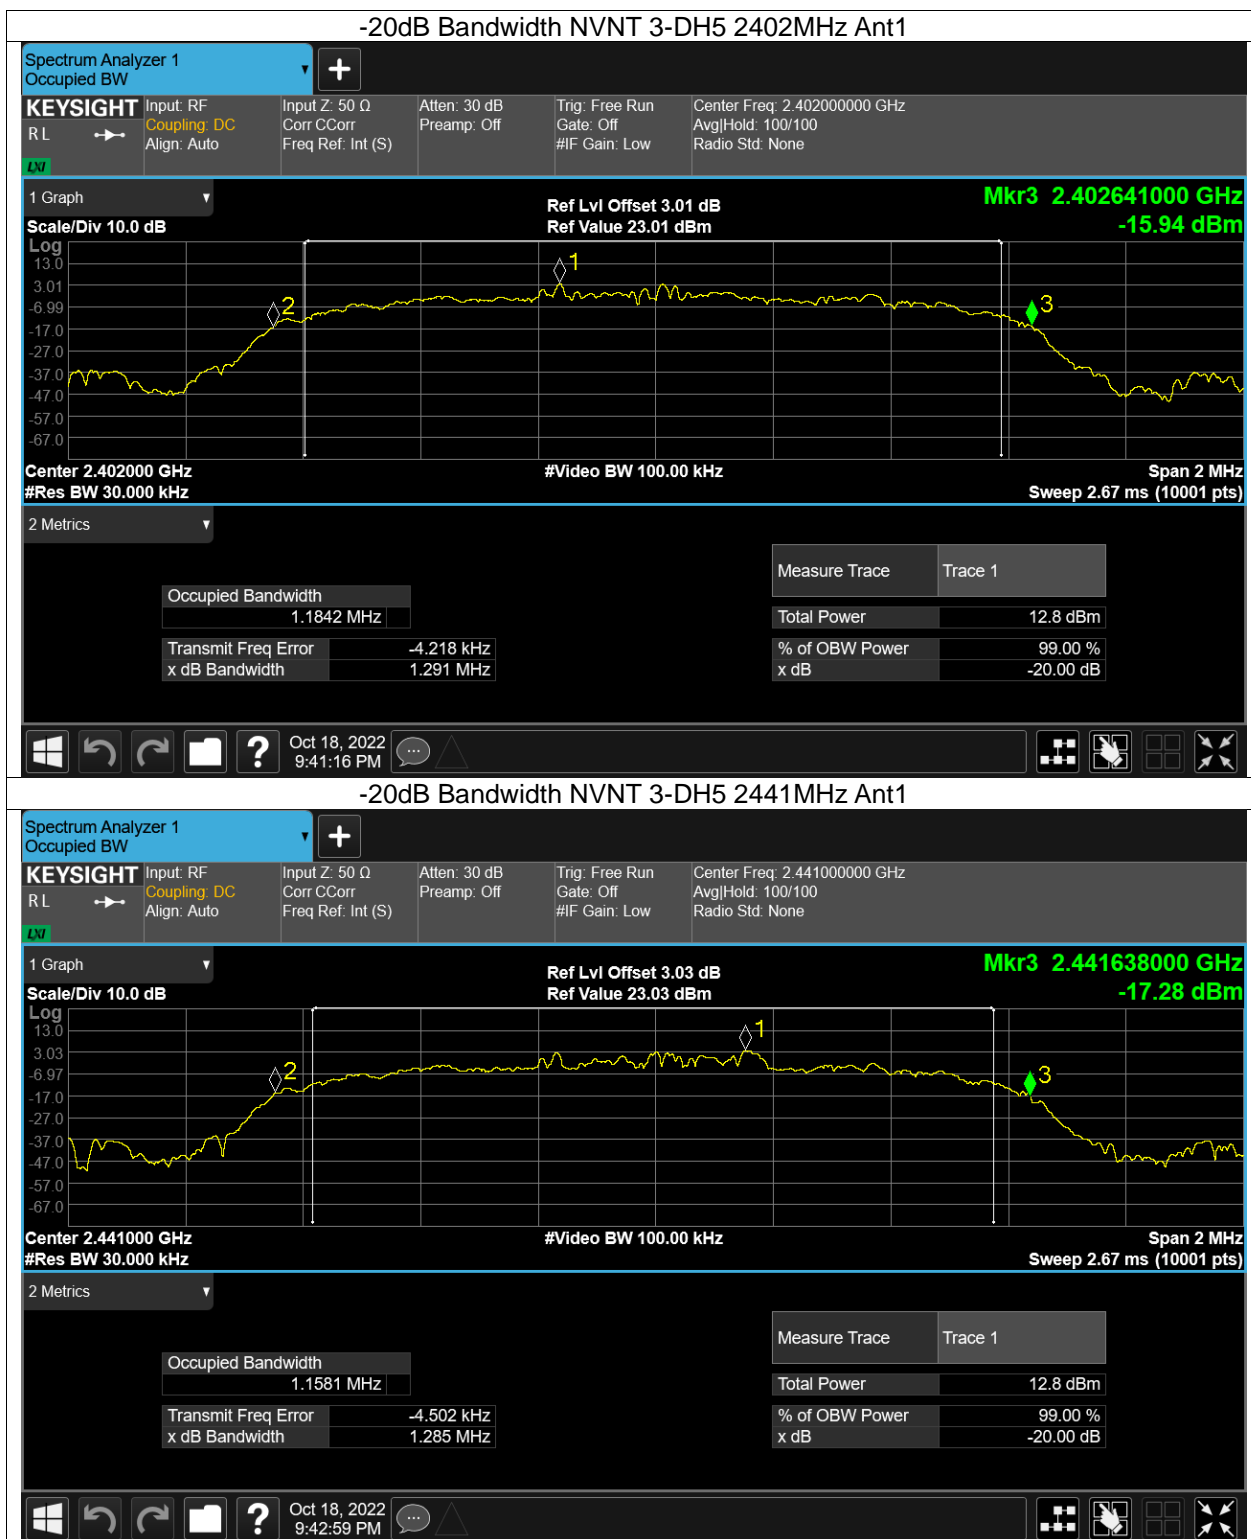 -20dB Bandwidth NVNT 3-DH5 2402MHz Ant1
Spectrum Analyzer 1
Occupied BW
KEYSIGHT Input: RF Input Z: 50 Ω Atten: 30 dB Trig: Free Run Center Freq: 2.402000000 GHz
R L Coupling: DC Corr CCorr Preamp: Off Gate: Off Avg|Hold: 100/100
Align: Auto Freq Ref: Int (S) #IF Gain: Low Radio Std: None
LXI
1 Graph Ref Lvl Offset 3.01 dB Mkr3 2.402641000 GHz
Scale/Div 10.0 dB Ref Value 23.01 dBm -15.94 dBm
Log
13.0
3.01
-6.99
-17.0
-27.0
-37.0
-47.0
-57.0
-67.0
1
2
3
Center 2.402000 GHz #Video BW 100.00 kHz Span 2 MHz
#Res BW 30.000 kHz Sweep 2.67 ms (10001 pts)
2 Metrics
Measure Trace Trace 1
Occupied Bandwidth
1.1842 MHz Total Power 12.8 dBm
Transmit Freq Error -4.218 kHz % of OBW Power 99.00 %
x dB Bandwidth 1.291 MHz x dB -20.00 dB
? Oct 18, 2022
9:41:16 PM
-20dB Bandwidth NVNT 3-DH5 2441MHz Ant1
Spectrum Analyzer 1
Occupied BW
KEYSIGHT Input: RF Input Z: 50 Ω Atten: 30 dB Trig: Free Run Center Freq: 2.441000000 GHz
R L Coupling: DC Corr CCorr Preamp: Off Gate: Off Avg|Hold: 100/100
Align: Auto Freq Ref: Int (S) #IF Gain: Low Radio Std: None
LXI
1 Graph Ref Lvl Offset 3.03 dB Mkr3 2.441638000 GHz
Scale/Div 10.0 dB Ref Value 23.03 dBm -17.28 dBm
Log
13.0
3.03
-6.97
-17.0
-27.0
-37.0
-47.0
-57.0
-67.0
1
2
3
Center 2.441000 GHz #Video BW 100.00 kHz Span 2 MHz
#Res BW 30.000 kHz Sweep 2.67 ms (10001 pts)
2 Metrics
Measure Trace Trace 1
Occupied Bandwidth
1.1581 MHz Total Power 12.8 dBm
Transmit Freq Error -4.502 kHz % of OBW Power 99.00 %
x dB Bandwidth 1.285 MHz x dB -20.00 dB
? Oct 18, 2022
9:42:59 PM